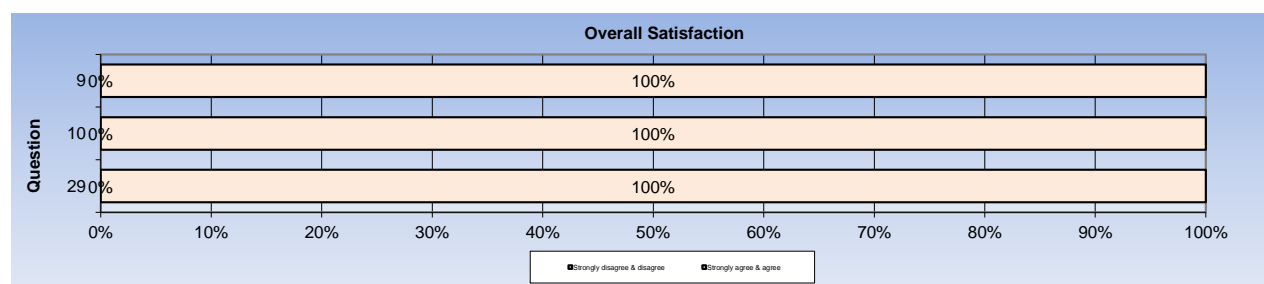 Overall Satisfaction
Question
9 0% 100%
10 0% 100%
29 0% 100%
0% 10% 20% 30% 40% 50% 60% 70% 80% 90% 100%
Strongly disagree & disagree Strongly agree & agree